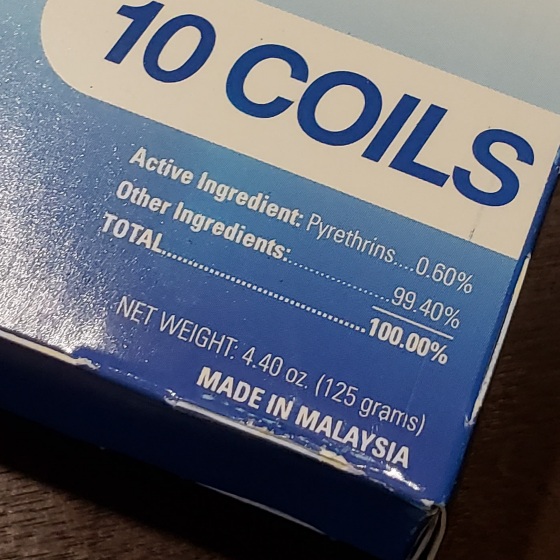 10 COILS
Active Ingredient: Pyrethrins....0.60%
Other Ingredients:........................99.40%
TOTAL..............................................100.00%
NET WEIGHT: 4.40 oz. (125 grams)
MADE IN MALAYSIA